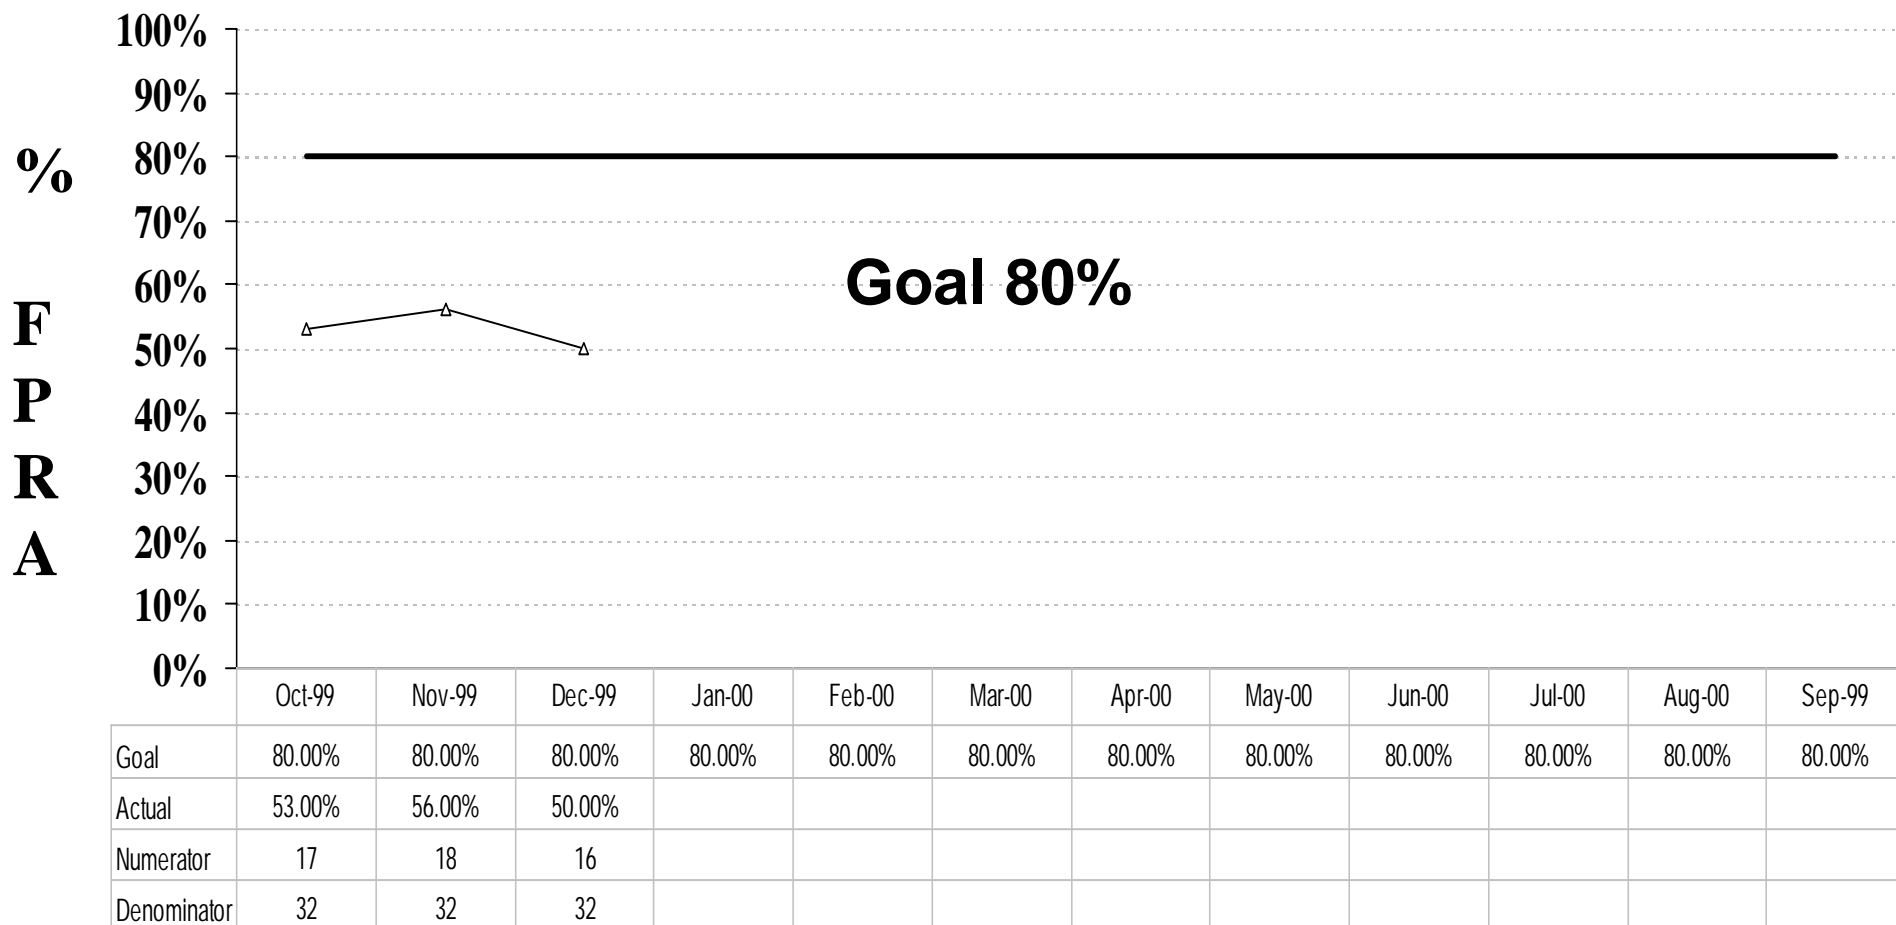 % FPRA
100%
90%
80%
70%
60%
50%
40%
30%
20%
10%
0%
Goal 80%
Oct-99 Nov-99 Dec-99 Jan-00 Feb-00 Mar-00 Apr-00 May-00 Jun-00 Jul-00 Aug-00 Sep-99
Goal 80.00% 80.00% 80.00% 80.00% 80.00% 80.00% 80.00% 80.00% 80.00% 80.00% 80.00% 80.00%
Actual 53.00% 56.00% 50.00%
Numerator 17 18 16
Denominator 32 32 32